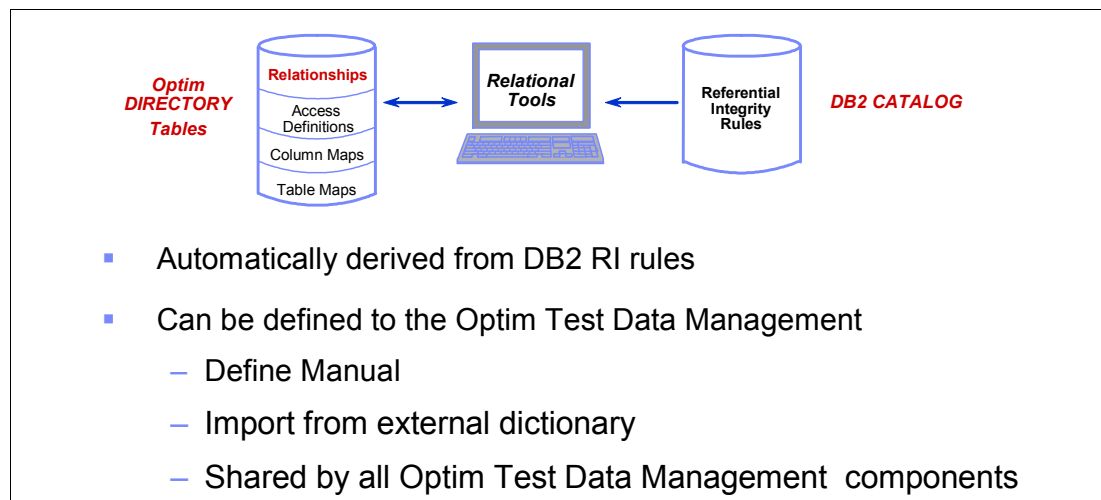 Optim
DIRECTORY
Tables
Relationships
Access
Definitions
Column Maps
Table Maps
Relational
Tools
Referential
Integrity
Rules
DB2 CATALOG
▪ Automatically derived from DB2 RI rules
▪ Can be defined to the Optim Test Data Management
– Define Manual
– Import from external dictionary
– Shared by all Optim Test Data Management components